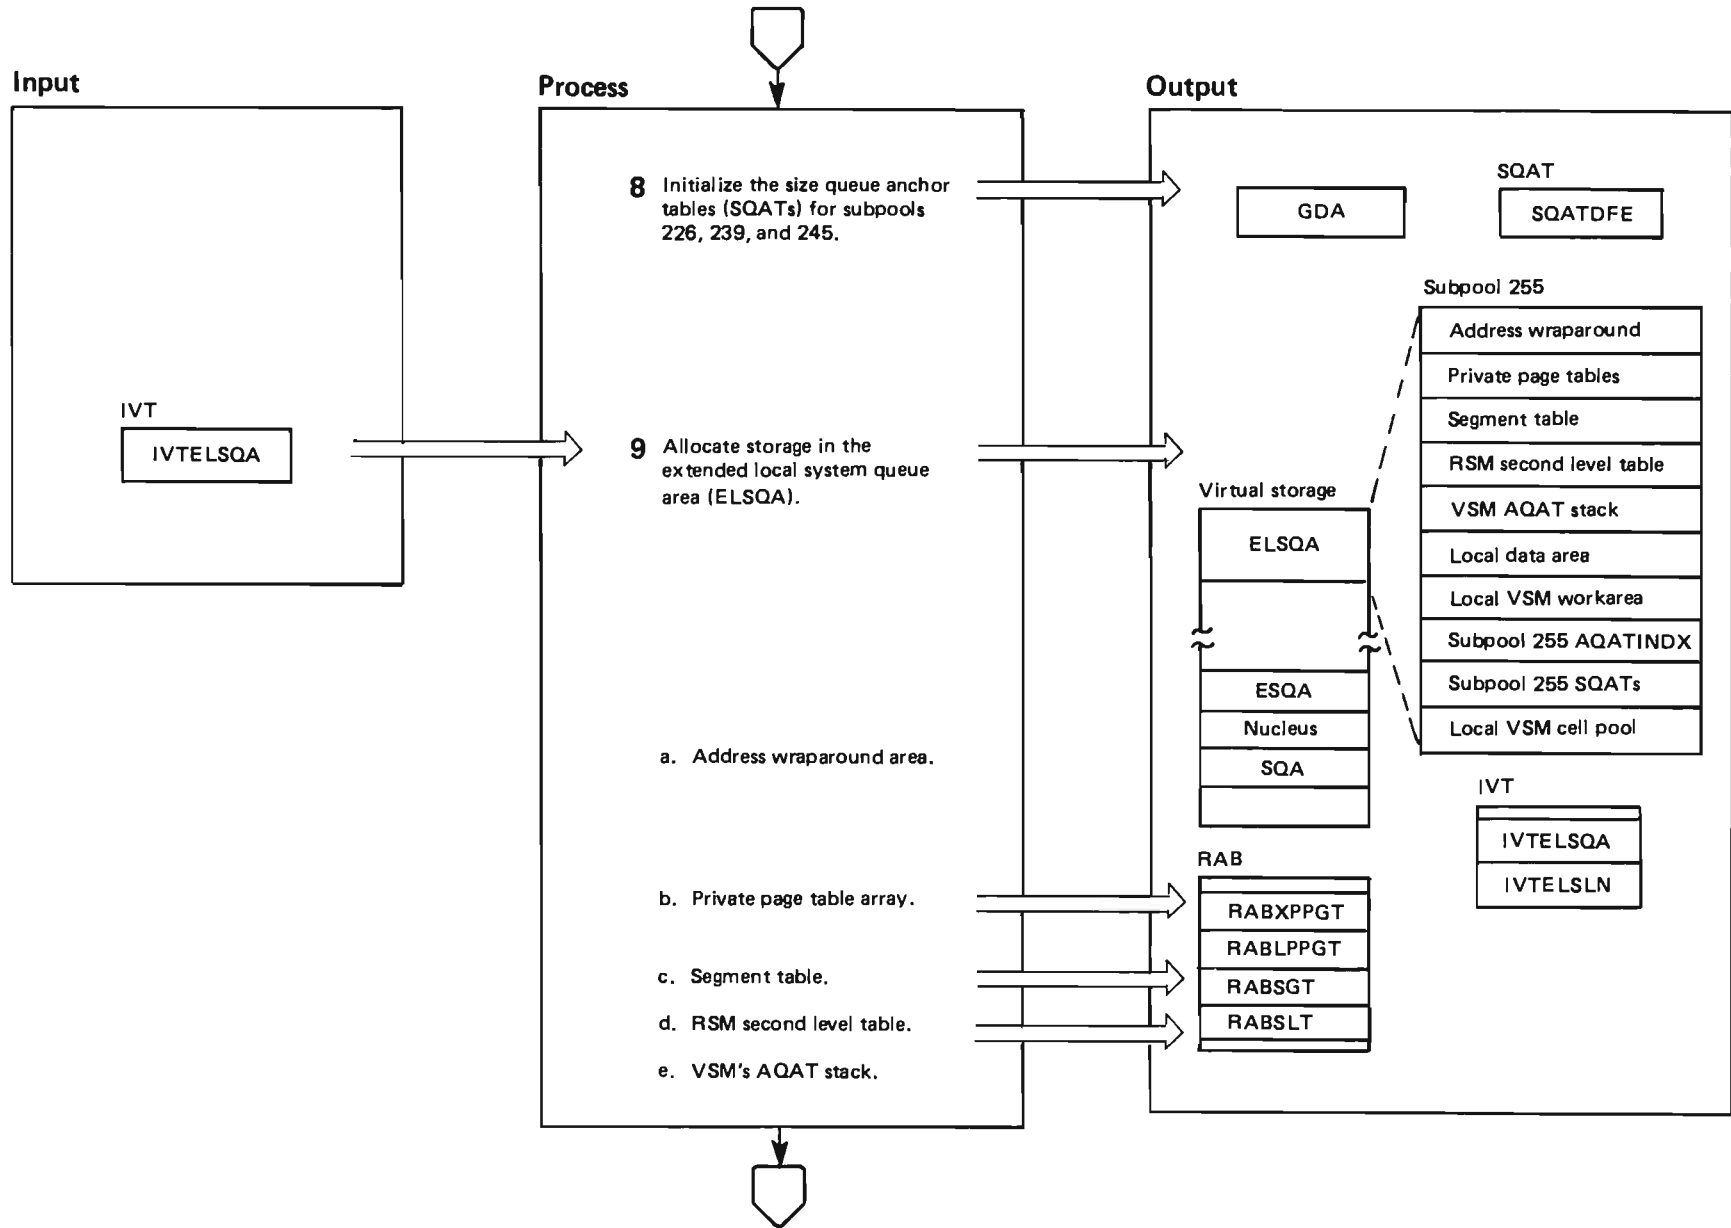 Input
IVT
IVTELSQA
Process
8 Initialize the size queue anchor
tables (SQATs) for subpools
226, 239, and 245.
9 Allocate storage in the
extended local system queue
area (ELSQA).
a. Address wraparound area.
b. Private page table array.
c. Segment table.
d. RSM second level table.
e. VSM's AQAT stack.
Output
GDA
SQAT
SQATDFE
Subpool 255
Address wraparound
Private page tables
Segment table
RSM second level table
VSM AQAT stack
Local data area
Local VSM workarea
Subpool 255 AQATINDX
Subpool 255 SQATs
Local VSM cell pool
Virtual storage
ELSQA
ESQA
Nucleus
SQA
IVT
IVTELSQA
IVTELSLN
RAB
RABXPPGT
RABLPPGT
RABSGT
RABSLT